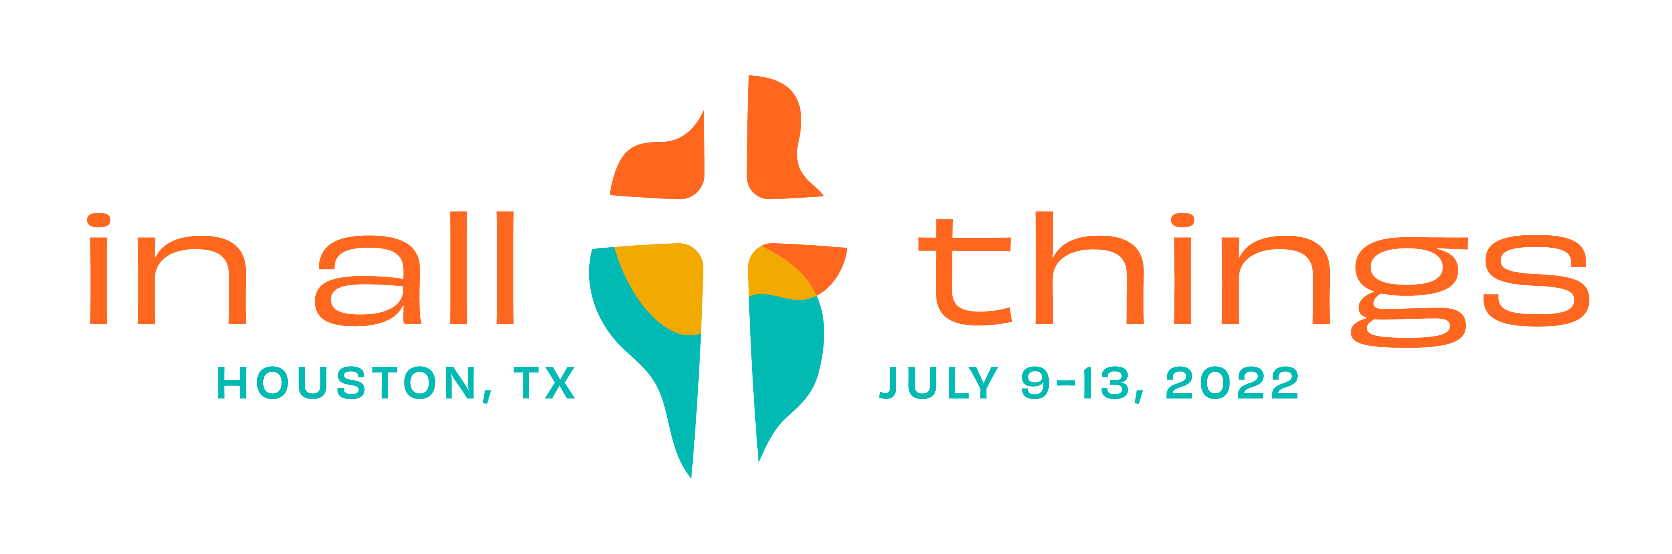 in all things
HOUSTON, TX JULY 9-13, 2022